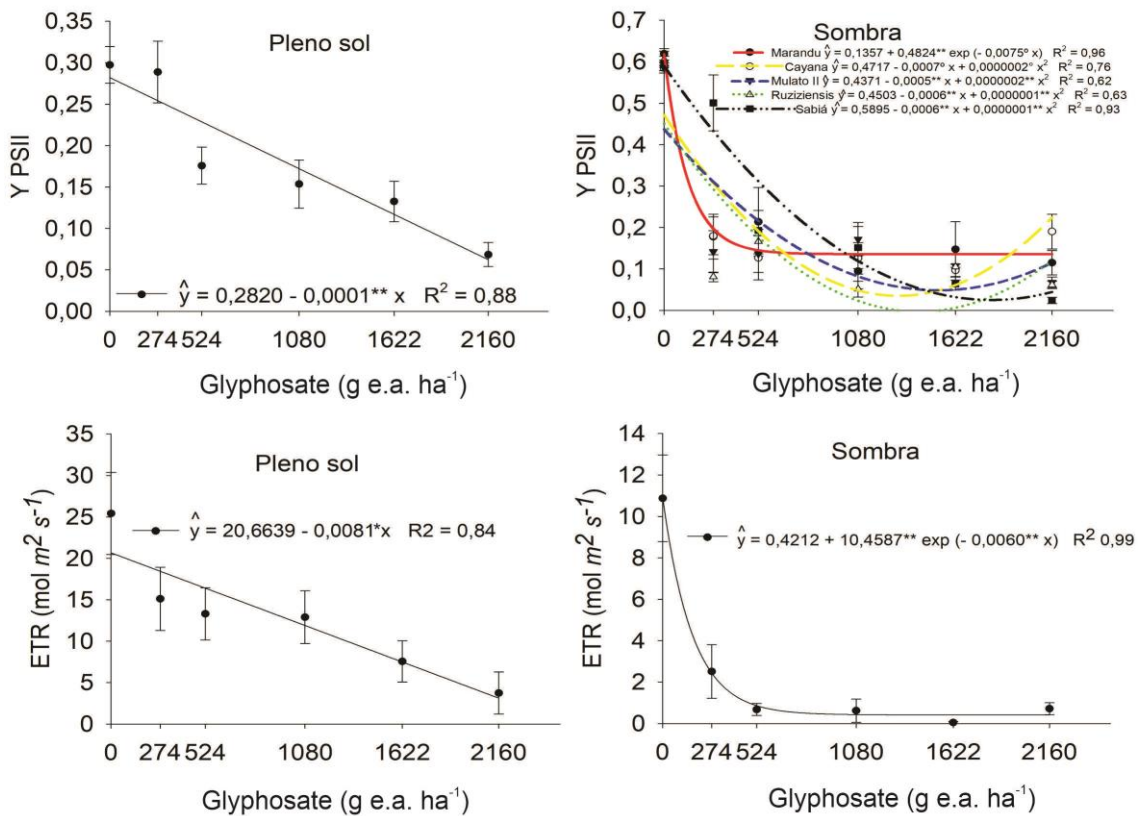 Pleno sol
0,35
0,30
0,25
0,20
0,15
0,10
0,05
0,00
Y PSII
ŷ = 0,2820 - 0,0001** x R² = 0,88
0 274 524 1080 1622 2160
Glyphosate (g e.a. ha⁻¹)
Sombra
0,7
0,6
0,5
0,4
0,3
0,2
0,1
0,0
Y PSII
Marandu ŷ = 0,1357 + 0,4824** exp (- 0,0075° x) R² = 0,96
Cayana ŷ = 0,4717 - 0,0007° x + 0,0000002° x² R² = 0,76
Mulato II ŷ = 0,4371 - 0,0005** x + 0,0000002** x² R² = 0,62
Ruziziensis ŷ = 0,4503 - 0,0006** x + 0,0000001** x² R² = 0,63
Sabiá ŷ = 0,5895 - 0,0006** x + 0,0000001** x² R² = 0,93
0 274 524 1080 1622 2160
Glyphosate (g e.a. ha⁻¹)
Pleno sol
35
30
25
20
15
10
5
0
ETR (mol m² s⁻¹)
ŷ = 20,6639 - 0,0081*x R2 = 0,84
0 274 524 1080 1622 2160
Glyphosate (g e.a. ha⁻¹)
Sombra
14
12
10
8
6
4
2
0
ETR (mol m² s⁻¹)
ŷ = 0,4212 + 10,4587** exp (- 0,0060** x) R² 0,99
0 274 524 1080 1622 2160
Glyphosate (g e.a. ha⁻¹)